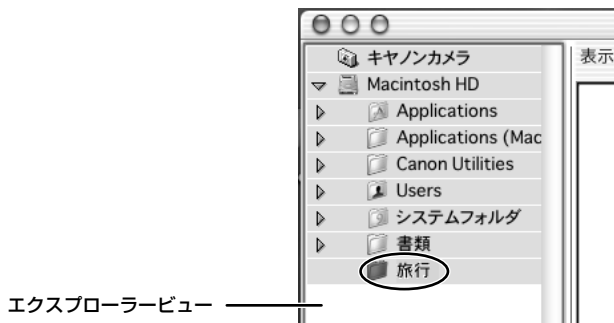 キヤノンカメラ
表示
Macintosh HD
Applications
Applications (Mac
Canon Utilities
Users
システムフォルダ
書類
旅行
エクスプローラービュー